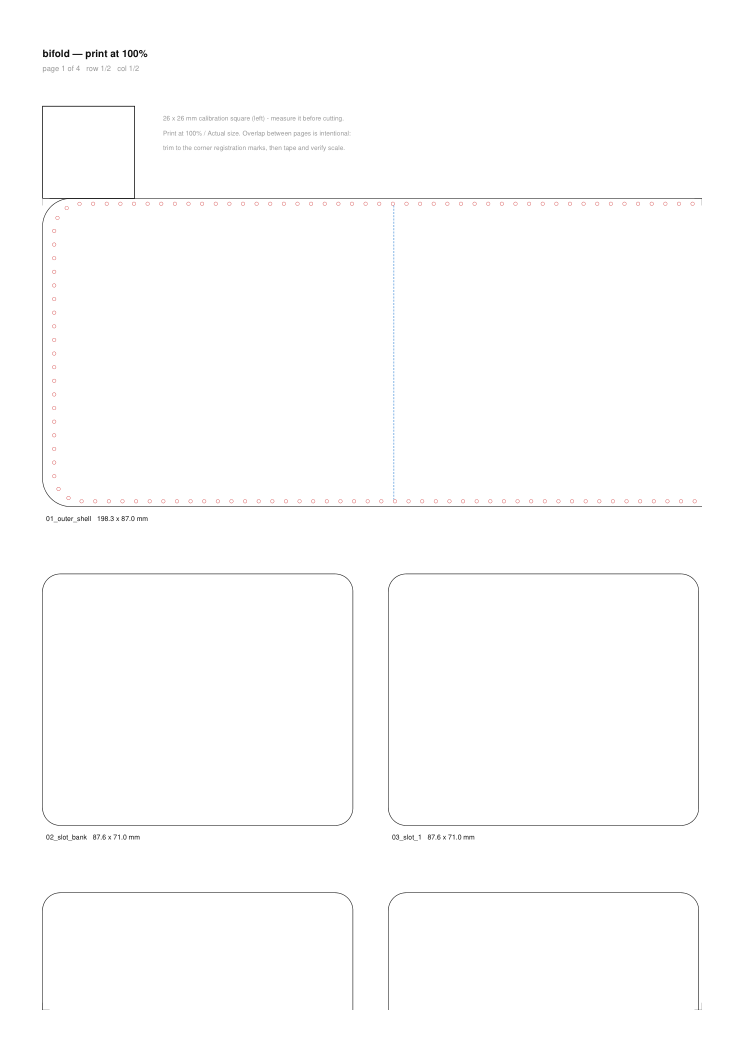 bifold — print at 100%
page 1 of 4 row 1/2 col 1/2
26 x 26 mm calibration square (left) - measure it before cutting.
Print at 100% / Actual size. Overlap between pages is intentional:
trim to the corner registration marks, then tape and verify scale.
01_outer_shell 198.3 x 87.0 mm
02_slot_bank 87.6 x 71.0 mm
03_slot_1 87.6 x 71.0 mm